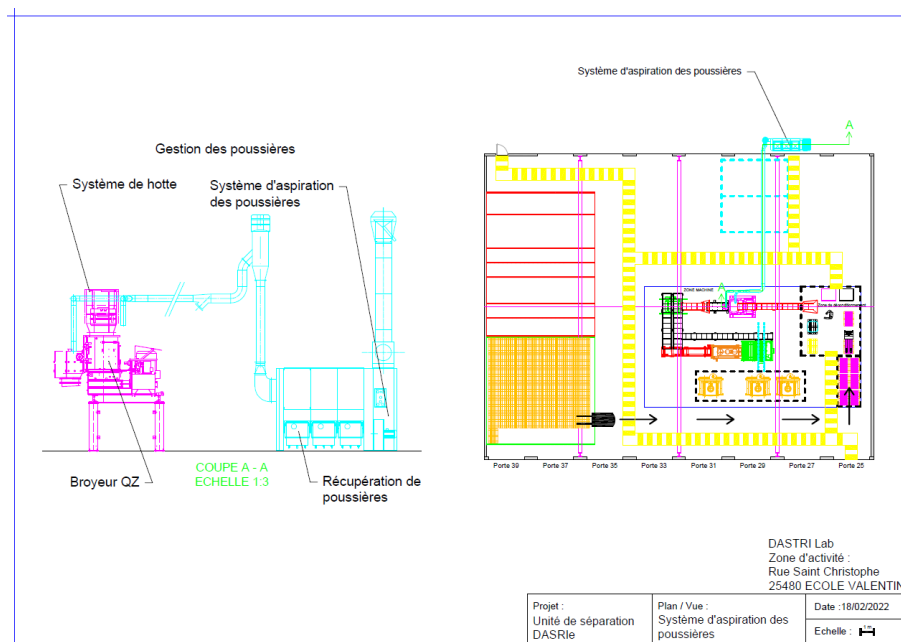 Système d'aspiration des poussières
A
Gestion des poussières
Système de hotte
Système d'aspiration
des poussières
A
ZONE MACHINE
COUPE A - A
ECHELLE 1:3
Broyeur QZ
Récupération de
poussières
Porte 39
Porte 37
Porte 35
Porte 33
Porte 31
Porte 29
Porte 27
Porte 25
DASTRI Lab
Zone d'activité :
Rue Saint Christophe
25480 ECOLE VALENTIN
Projet :
Unité de séparation
DASRIe
Plan / Vue :
Système d'aspiration des
poussières
Date :18/02/2022
Echelle :